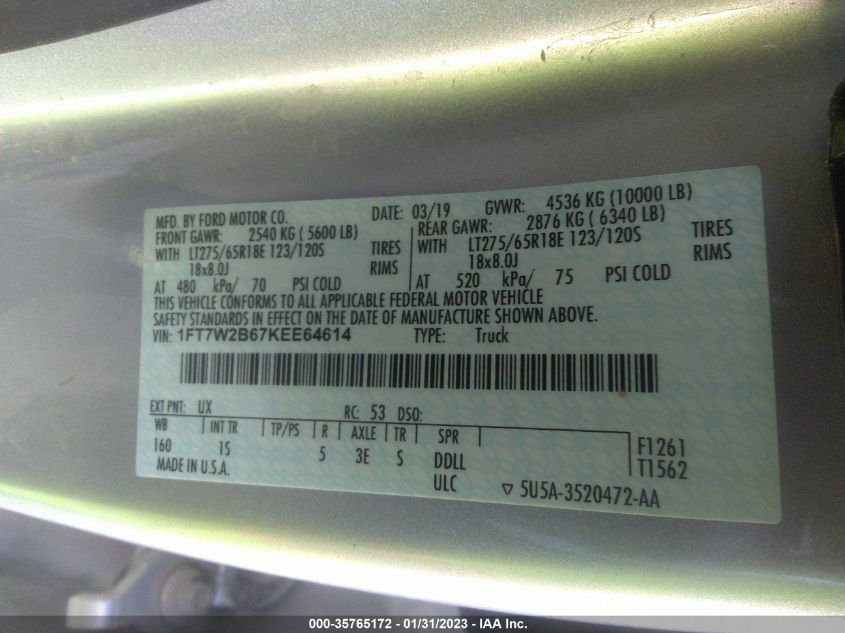 MFD. BY FORD MOTOR CO. DATE: 03/19 GVWR: 4536 KG (10000 LB)
FRONT GAWR: 2540 KG ( 5600 LB) REAR GAWR: 2876 KG ( 6340 LB)
WITH LT275/65R18E 123/120S TIRES WITH LT275/65R18E 123/120S TIRES
18x8.0J RIMS 18x8.0J RIMS
AT 480 kPa/ 70 PSI COLD AT 520 kPa/ 75 PSI COLD
THIS VEHICLE CONFORMS TO ALL APPLICABLE FEDERAL MOTOR VEHICLE
SAFETY STANDARDS IN EFFECT ON THE DATE OF MANUFACTURE SHOWN ABOVE.
VIN: 1FT7W2B67KEE64614 TYPE: Truck
EXT PNT: UX RC: 53 DSO:
WB INT TR TP/PS R AXLE TR SPR F1261
160 1S 5 3E S DDLL T1562
MADE IN U.S.A. ULC ▽ 5U5A-3520472-AA
000-35765172 - 01/31/2023 - IAA Inc.